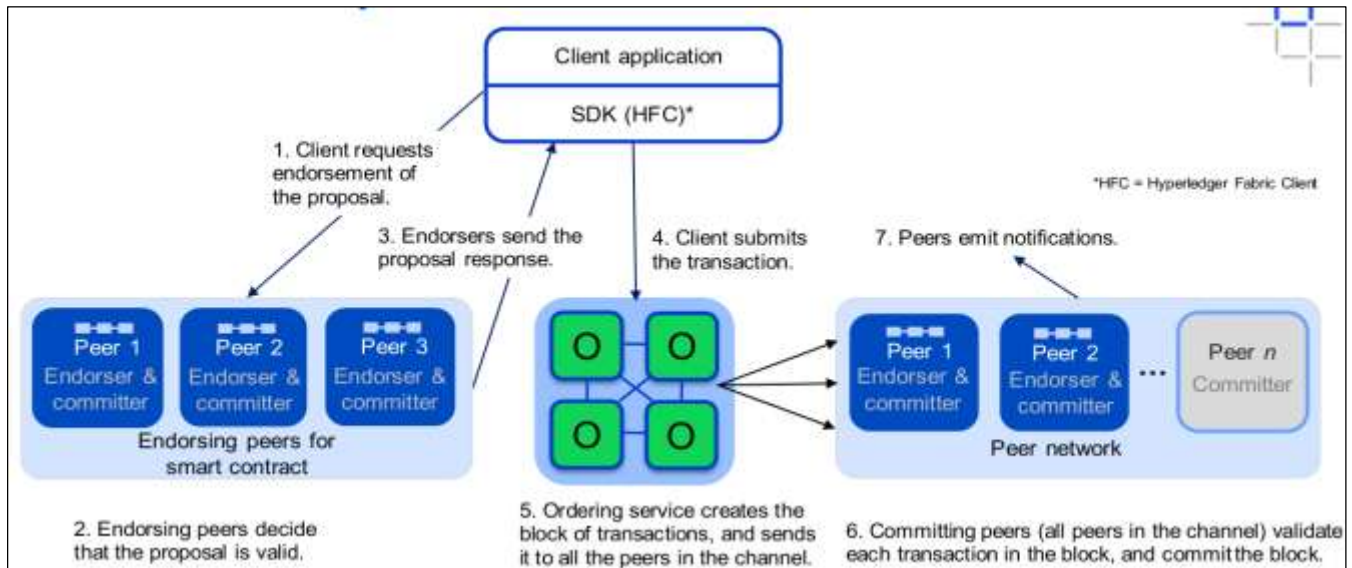 Client application
SDK (HFC)*
1. Client requests
endorsement of
the proposal.
*HFC = Hyperledger Fabric Client
3. Endorsers send the
proposal response.
4. Client submits
the transaction.
7. Peers emit notifications.
Peer 1
Endorser &
committer
Peer 2
Endorser &
committer
Peer 3
Endorser &
committer
Endorsing peers for
smart contract
O
O
O
O
Peer 1
Endorser &
committer
Peer 2
Endorser &
committer
...
Peer n
Committer
Peer network
2. Endorsing peers decide
that the proposal is valid.
5. Ordering service creates the
block of transactions, and sends
it to all the peers in the channel.
6. Committing peers (all peers in the channel) validate
each transaction in the block, and commit the block.